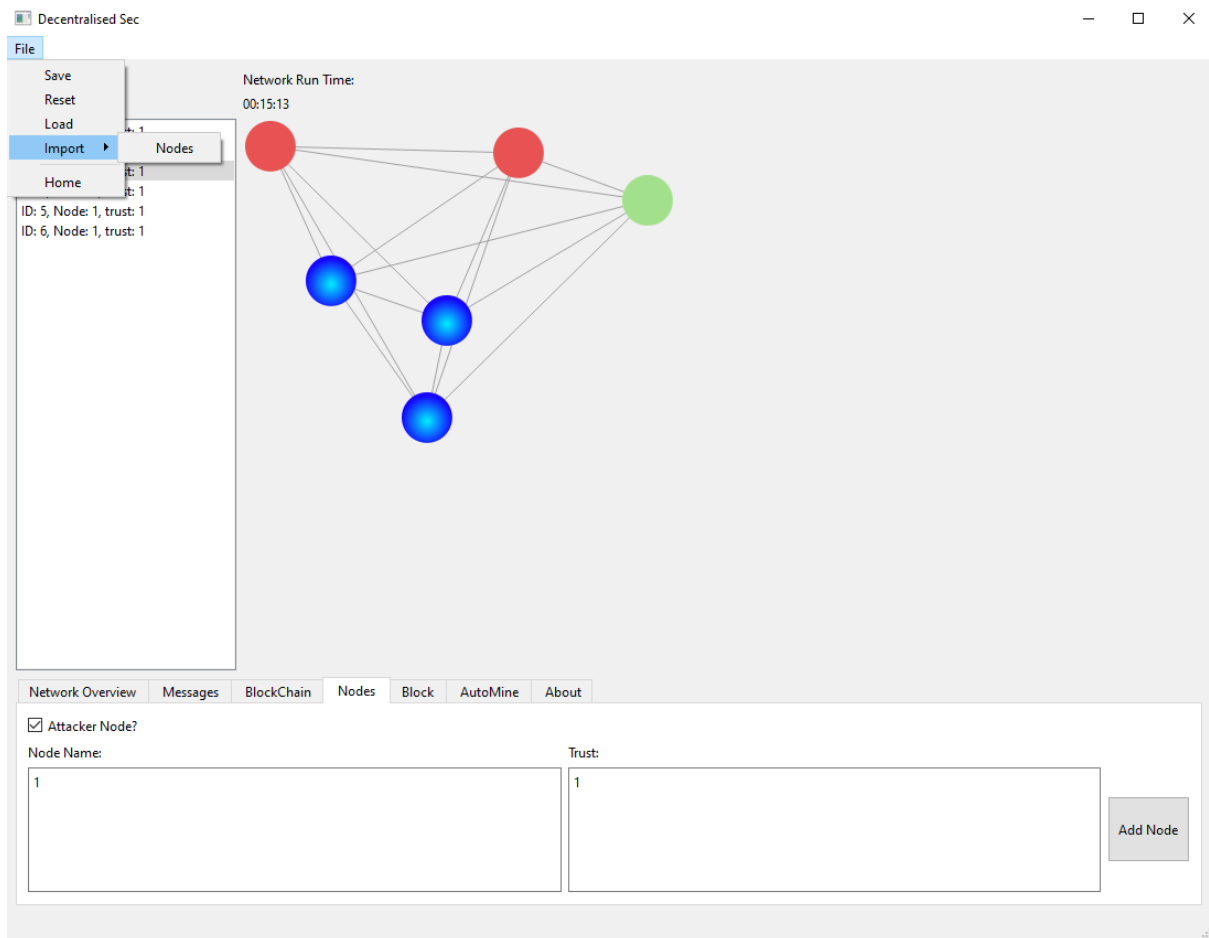 Decentralised Sec
File
Save
Reset
Load
Import
Nodes
Home
Network Run Time:
00:15:13
trust: 1
st: 1
st: 1
ID: 5, Node: 1, trust: 1
ID: 6, Node: 1, trust: 1
Network Overview Messages BlockChain Nodes Block AutoMine About
Attacker Node?
Node Name: Trust:
1 1
Add Node